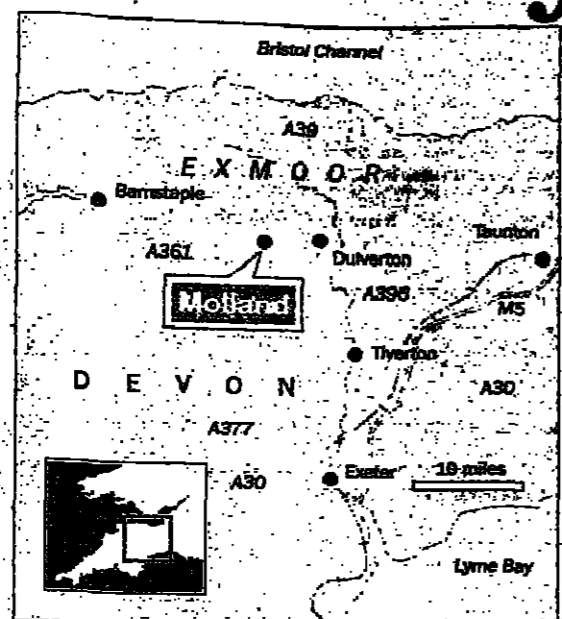 Bristol Channel
A39
EXMOOR
Barnstaple
Taunton
A361
Dulverton
Molland
A396
M5
Tiverton
DEVON
A30
A377
Exeter
10 miles
A30
Lyme Bay